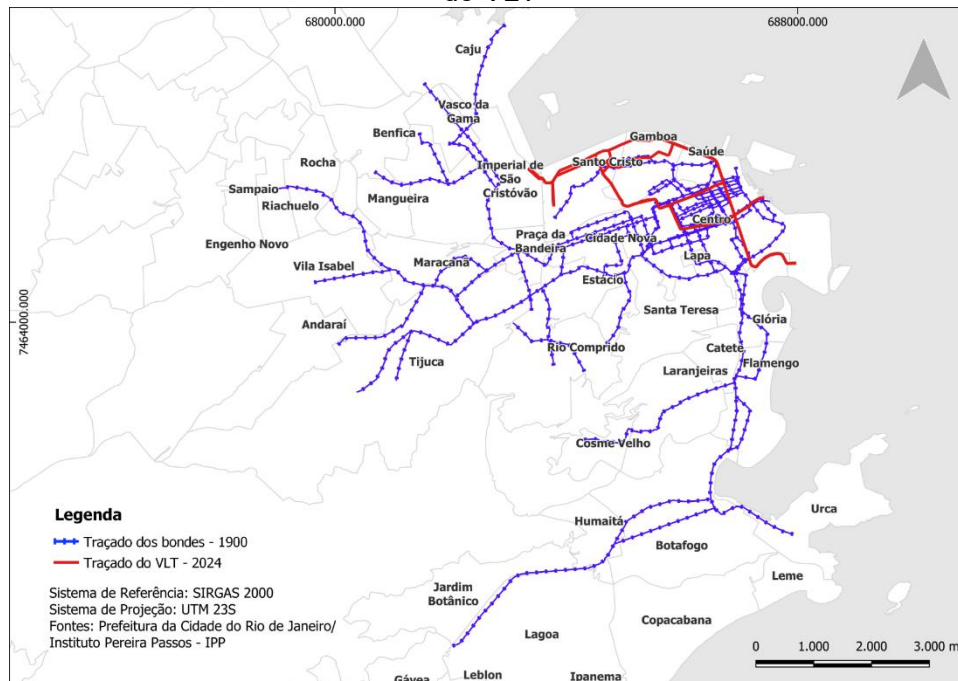 do VLT
680000.000
688000.000
7464000.000
Caju
Vasco da
Gama
Benfica
Rocha
Gamboa
Saúde
Santo Cristo
Imperial de
São
Cristóvão
Sampaio
Mangueira
Riachuelo
Centro
Praça da
Bandeira
Cidade Nova
Engenho Novo
Lapa
Maracanã
Vila Isabel
Estácio
Santa Teresa
Glória
Andaraí
Rio Comprido
Catete
Tijuca
Flamengo
Laranjeiras
Cosme Velho
Urca
Humaitá
Botafogo
Leme
Jardim
Botânico
Copacabana
Lagoa
Gávea
Leblon
Ipanema
Legenda
Traçado dos bondes - 1900
Traçado do VLT - 2024
Sistema de Referência: SIRGAS 2000
Sistema de Projeção: UTM 23S
Fontes: Prefeitura da Cidade do Rio de Janeiro/
Instituto Pereira Passos - IPP
0 1.000 2.000 3.000 m